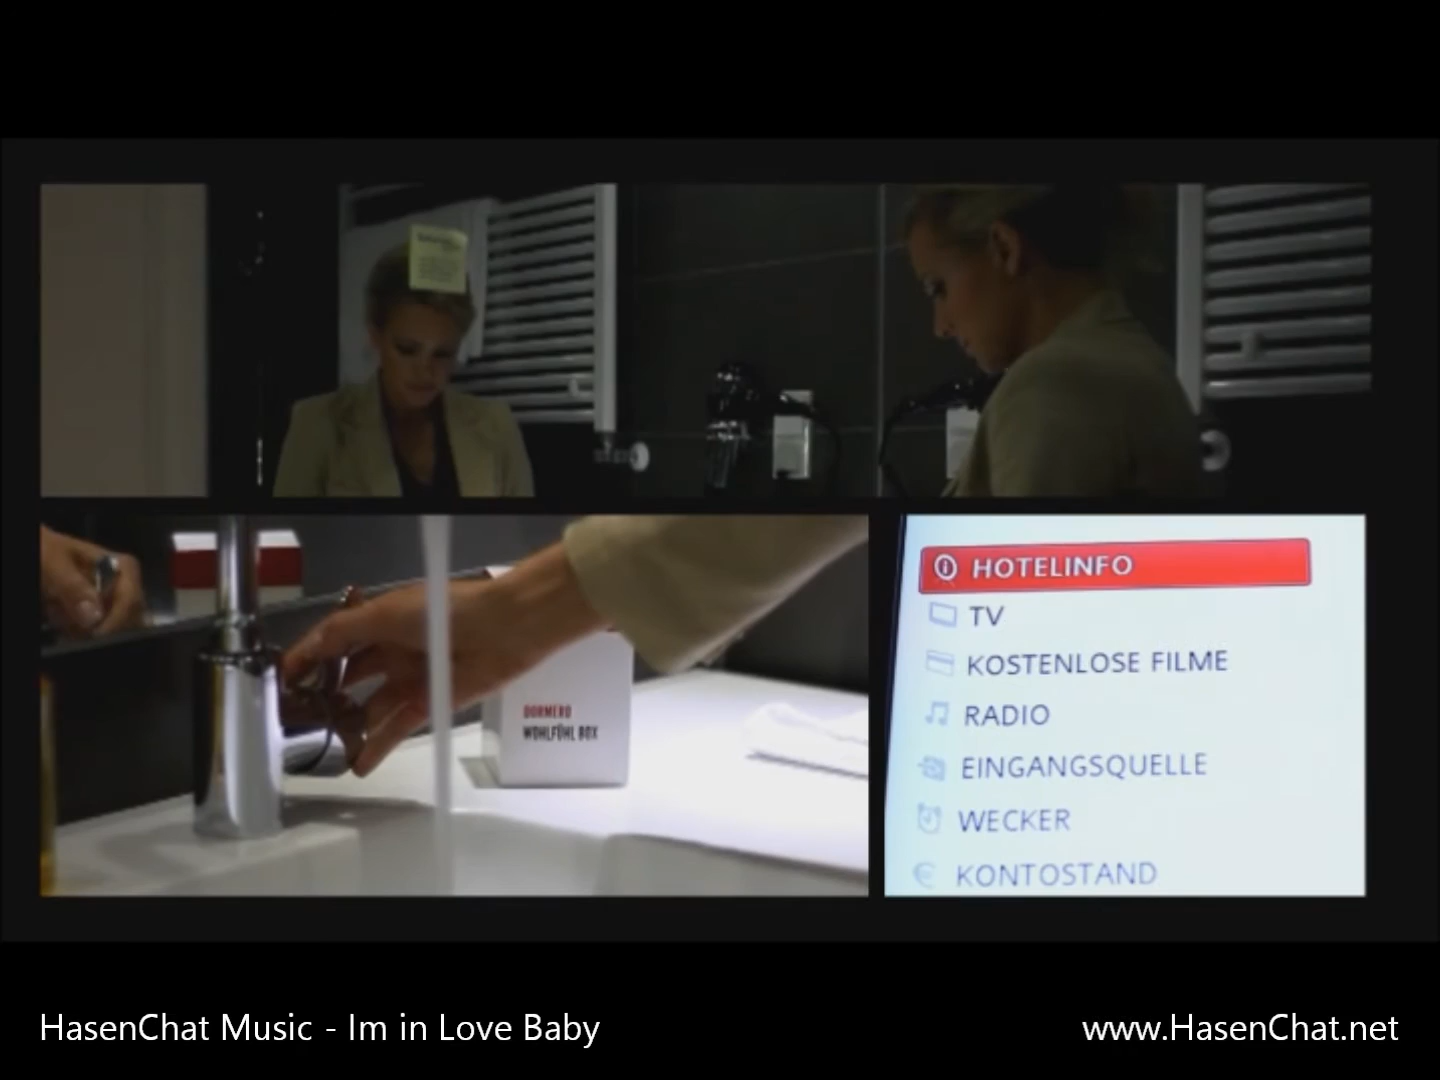 DORMERO
WOHLFÜHL BOX
HOTELINFO
TV
KOSTENLOSE FILME
RADIO
EINGANGSQUELLE
WECKER
KONTOSTAND
HasenChat Music - Im in Love Baby
www.HasenChat.net